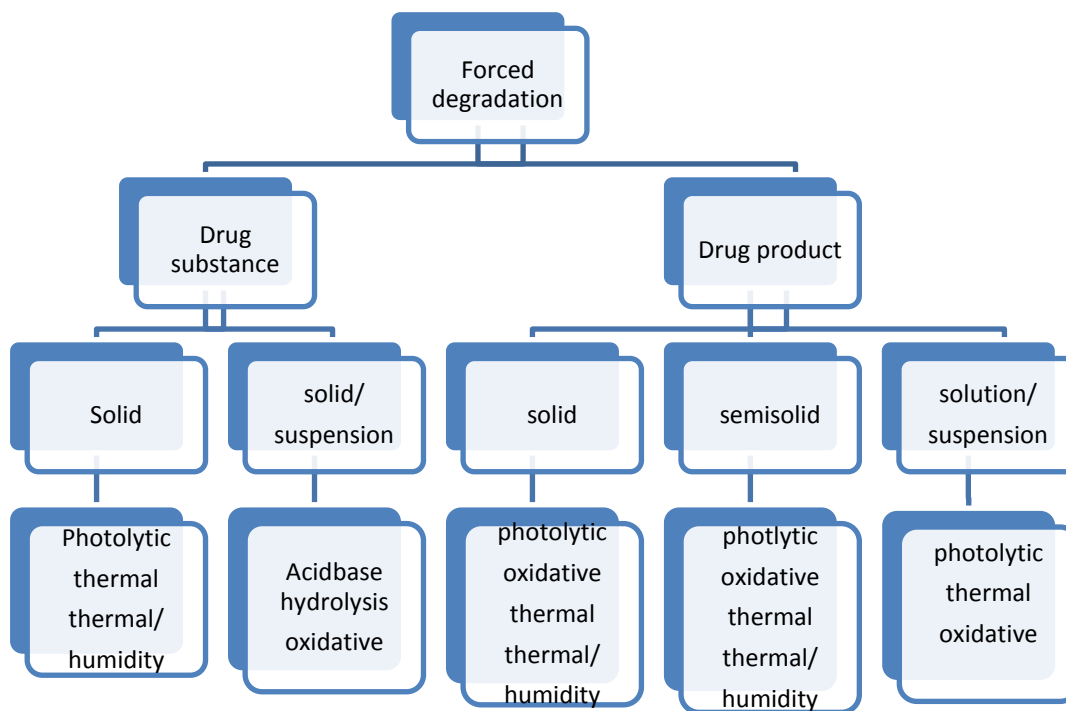 Forced
degradation
Drug
substance
Drug product
Solid
solid/
suspension
solid
semisolid
solution/
suspension
Photolytic
thermal
thermal/
humidity
Acidbase
hydrolysis
oxidative
photolytic
oxidative
thermal
thermal/
humidity
photlytic
oxidative
thermal
thermal/
humidity
photolytic
thermal
oxidative